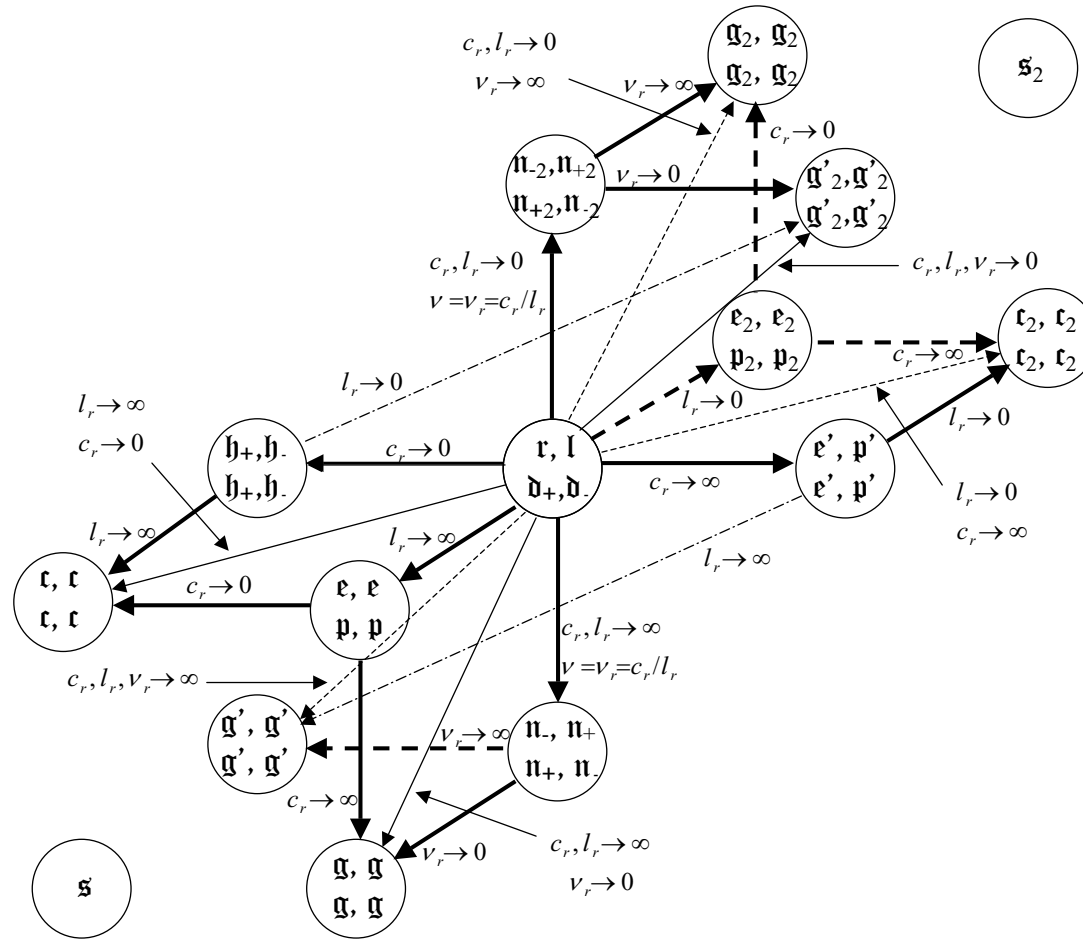 𝔤₂, 𝔤₂
𝔤₂, 𝔤₂
𝔰₂
c_r, l_r → 0
ν_r → ∞
ν_r → ∞
c_r → 0
𝔫₋₂,𝔫₊₂
𝔫₊₂,𝔫₋₂
ν_r → 0
𝔤'₂,𝔤'₂
𝔤'₂,𝔤'₂
c_r, l_r → 0
ν = ν_r = c_r/l_r
c_r, l_r, ν_r → 0
𝔢₂, 𝔢₂
𝔭₂, 𝔭₂
c_r → ∞
𝔠₂, 𝔠₂
𝔠₂, 𝔠₂
l_r → 0
l_r → 0
l_r → 0
l_r → ∞
c_r → 0
𝔥₊,𝔥₋
𝔥₊,𝔥₋
c_r → 0
𝔯, 𝔩
𝔡₊,𝔡₋
c_r → ∞
𝔢', 𝔭'
𝔢', 𝔭'
l_r → 0
c_r → ∞
l_r → ∞
l_r → ∞
l_r → ∞
𝔠, 𝔠
𝔠, 𝔠
c_r → 0
𝔢, 𝔢
𝔭, 𝔭
c_r, l_r → ∞
ν = ν_r = c_r/l_r
c_r, l_r, ν_r → ∞
𝔤', 𝔤'
𝔤', 𝔤'
ν_r → ∞
𝔫₋, 𝔫₊
𝔫₊, 𝔫₋
c_r → ∞
ν_r → 0
c_r, l_r → ∞
ν_r → 0
𝔰
𝔤, 𝔤
𝔤, 𝔤